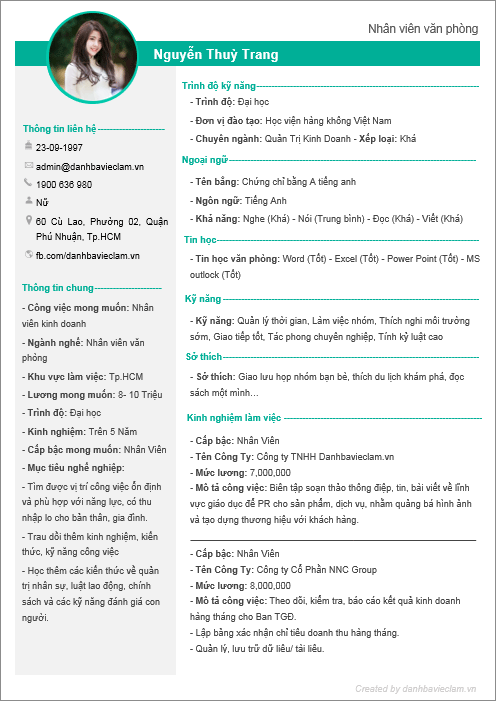 Nhân viên văn phòng
Nguyễn Thuỳ Trang
Thông tin liên hệ
23-09-1997
admin@danhbavieclam.vn
1900 636 980
Nữ
60 Cù Lao, Phường 02, Quận
Phú Nhuận, Tp.HCM
fb.com/danhbavieclam.vn
Thông tin chung
- Công việc mong muốn: Nhân
viên kinh doanh
- Ngành nghề: Nhân viên văn
phòng
- Khu vực làm việc: Tp.HCM
- Lương mong muốn: 8- 10 Triệu
- Trình độ: Đại học
- Kinh nghiệm: Trên 5 Năm
- Cấp bậc mong muốn: Nhân Viên
- Mục tiêu nghề nghiệp:
- Tìm được vị trí công việc ổn định
và phù hợp với năng lực, có thu
nhập lo cho bản thân, gia đình.
- Trau dồi thêm kinh nghiệm, kiến
thức, kỹ năng công việc
- Học thêm các kiến thức về quản
trị nhân sự, luật lao động, chính
sách và các kỹ năng đánh giá con
người.
Trình độ kỹ năng
- Trình độ: Đại học
- Đơn vị đào tạo: Học viện hàng không Việt Nam
- Chuyên ngành: Quản Trị Kinh Doanh - Xếp loại: Khá
Ngoại ngữ
- Tên bằng: Chứng chỉ bằng A tiếng anh
- Ngôn ngữ: Tiếng Anh
- Khả năng: Nghe (Khá) - Nói (Trung bình) - Đọc (Khá) - Viết (Khá)
Tin học
- Tin học văn phòng: Word (Tốt) - Excel (Tốt) - Power Point (Tốt) - MS
outlock (Tốt)
Kỹ năng
- Kỹ năng: Quản lý thời gian, Làm việc nhóm, Thích nghi môi trường
sớm, Giao tiếp tốt, Tác phong chuyên nghiệp, Tính kỷ luật cao
Sở thích
- Sở thích: Giao lưu họp nhóm bạn bè, thích du lịch khám phá, đọc
sách một mình…
Kinh nghiệm làm việc
- Cấp bậc: Nhân Viên
- Tên Công Ty: Công ty TNHH Danhbavieclam.vn
- Mức lương: 7,000,000
- Mô tả công việc: Biên tập soạn thảo thông điệp, tin, bài viết về lĩnh
vực giáo dục để PR cho sản phẩm, dịch vụ, nhằm quảng bá hình ảnh
và tạo dựng thương hiệu với khách hàng.
- Cấp bậc: Nhân Viên
- Tên Công Ty: Công ty Cổ Phần NNC Group
- Mức lương: 8,000,000
- Mô tả công việc: Theo dõi, kiểm tra, báo cáo kết quả kinh doanh
hàng tháng cho Ban TGĐ.
- Lập bảng xác nhận chỉ tiêu doanh thu hàng tháng.
- Quản lý, lưu trữ dữ liệu/ tài liệu.
Created by danhbavieclam.vn